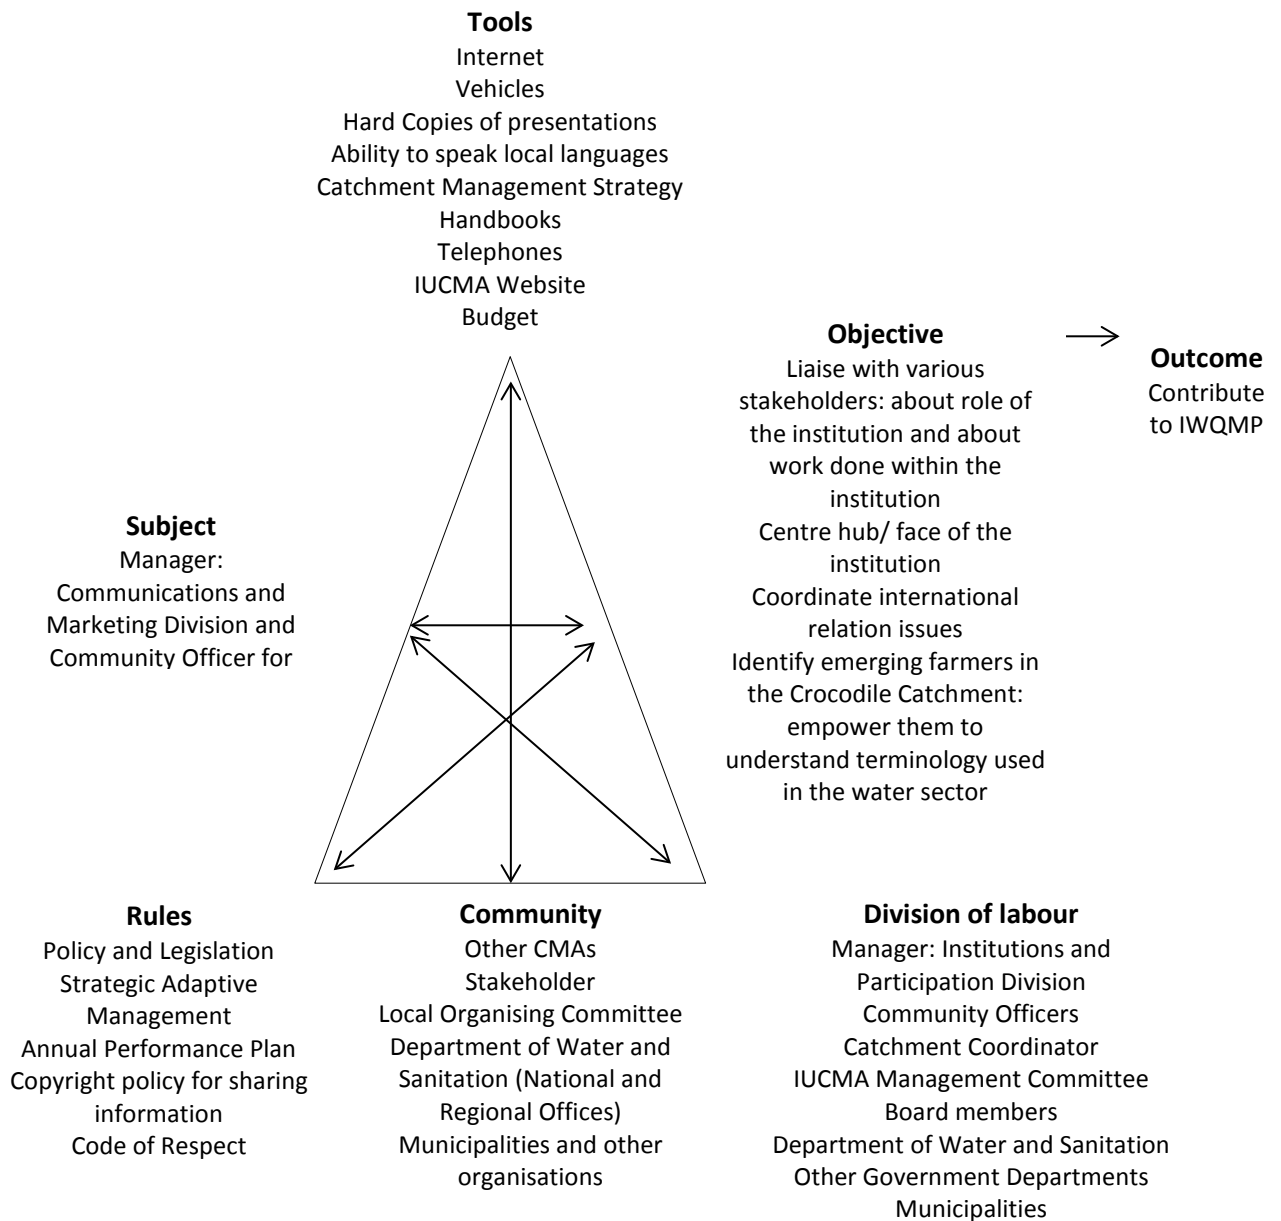 Tools
Internet
Vehicles
Hard Copies of presentations
Ability to speak local languages
Catchment Management Strategy
Handbooks
Telephones
IUCMA Website
Budget
Objective
Liaise with various
stakeholders: about role of
the institution and about
work done within the
institution
Centre hub/ face of the
institution
Coordinate international
relation issues
Identify emerging farmers in
the Crocodile Catchment:
empower them to
understand terminology used
in the water sector
Outcome
Contribute
to IWQMP
Subject
Manager:
Communications and
Marketing Division and
Community Officer for
Rules
Policy and Legislation
Strategic Adaptive
Management
Annual Performance Plan
Copyright policy for sharing
information
Code of Respect
Community
Other CMAs
Stakeholder
Local Organising Committee
Department of Water and
Sanitation (National and
Regional Offices)
Municipalities and other
organisations
Division of labour
Manager: Institutions and
Participation Division
Community Officers
Catchment Coordinator
IUCMA Management Committee
Board members
Department of Water and Sanitation
Other Government Departments
Municipalities